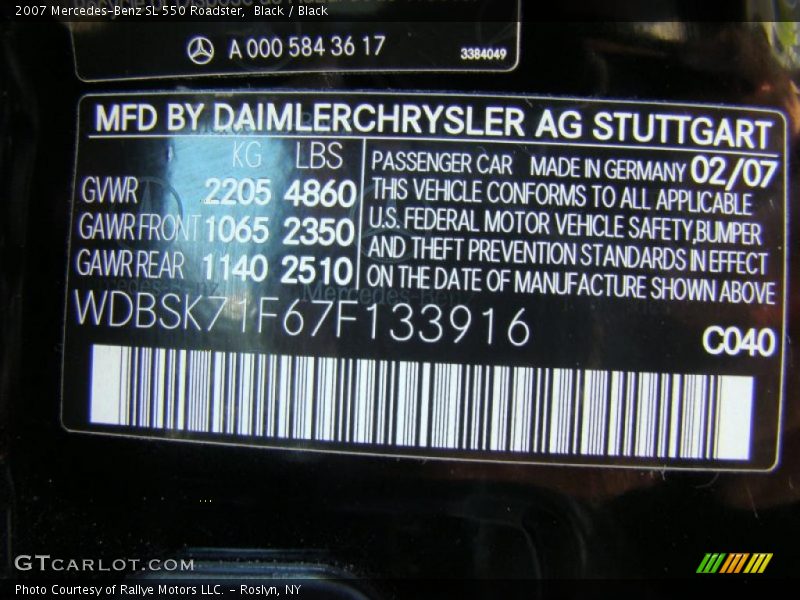 2007 Mercedes-Benz SL 550 Roadster, Black / Black
A 000 584 36 17
3384049
MFD BY DAIMLERCHRYSLER AG STUTTGART
KG LBS
GVWR 2205 4860
GAWR FRONT 1065 2350
GAWR REAR 1140 2510
PASSENGER CAR MADE IN GERMANY 02/07
THIS VEHICLE CONFORMS TO ALL APPLICABLE
U.S. FEDERAL MOTOR VEHICLE SAFETY,BUMPER
AND THEFT PREVENTION STANDARDS IN EFFECT
ON THE DATE OF MANUFACTURE SHOWN ABOVE
WDBSK71F67F133916
C040
GTCARLOT.COM
Photo Courtesy of Rallye Motors LLC. - Roslyn, NY